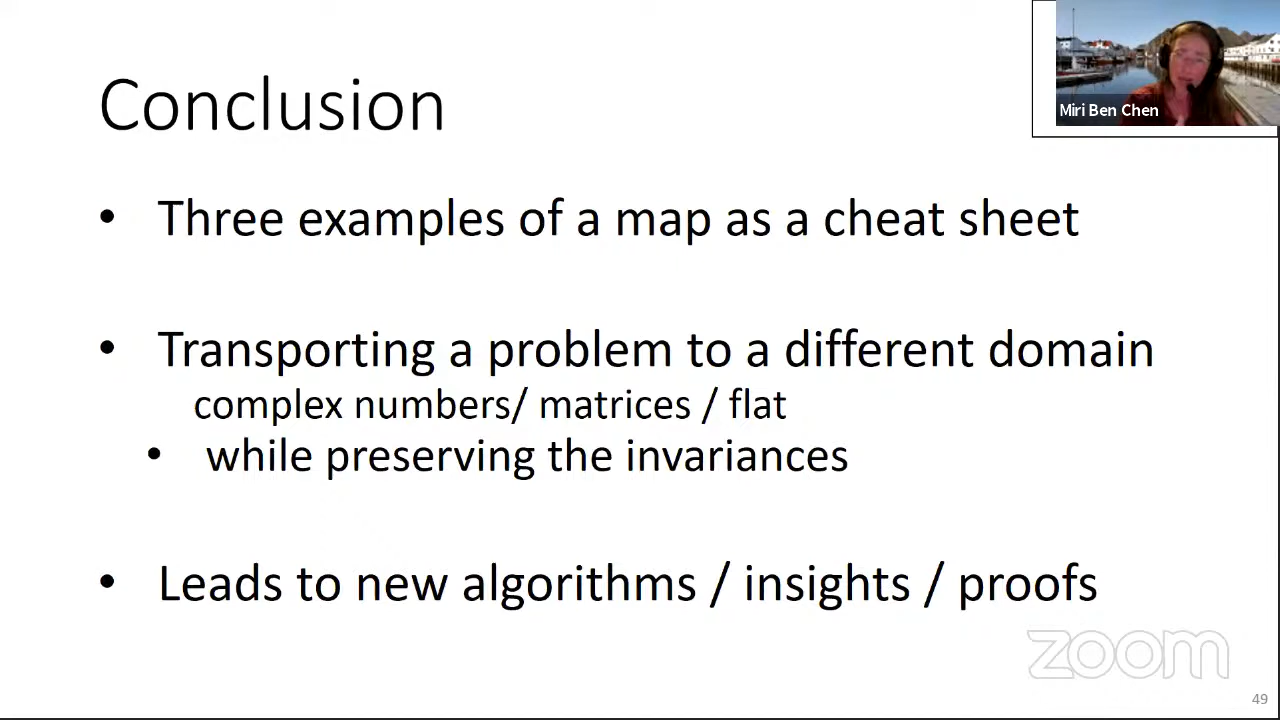 Conclusion
Miri Ben Chen
• Three examples of a map as a cheat sheet
• Transporting a problem to a different domain
complex numbers/ matrices / flat
• while preserving the invariances
• Leads to new algorithms / insights / proofs
zoom
49